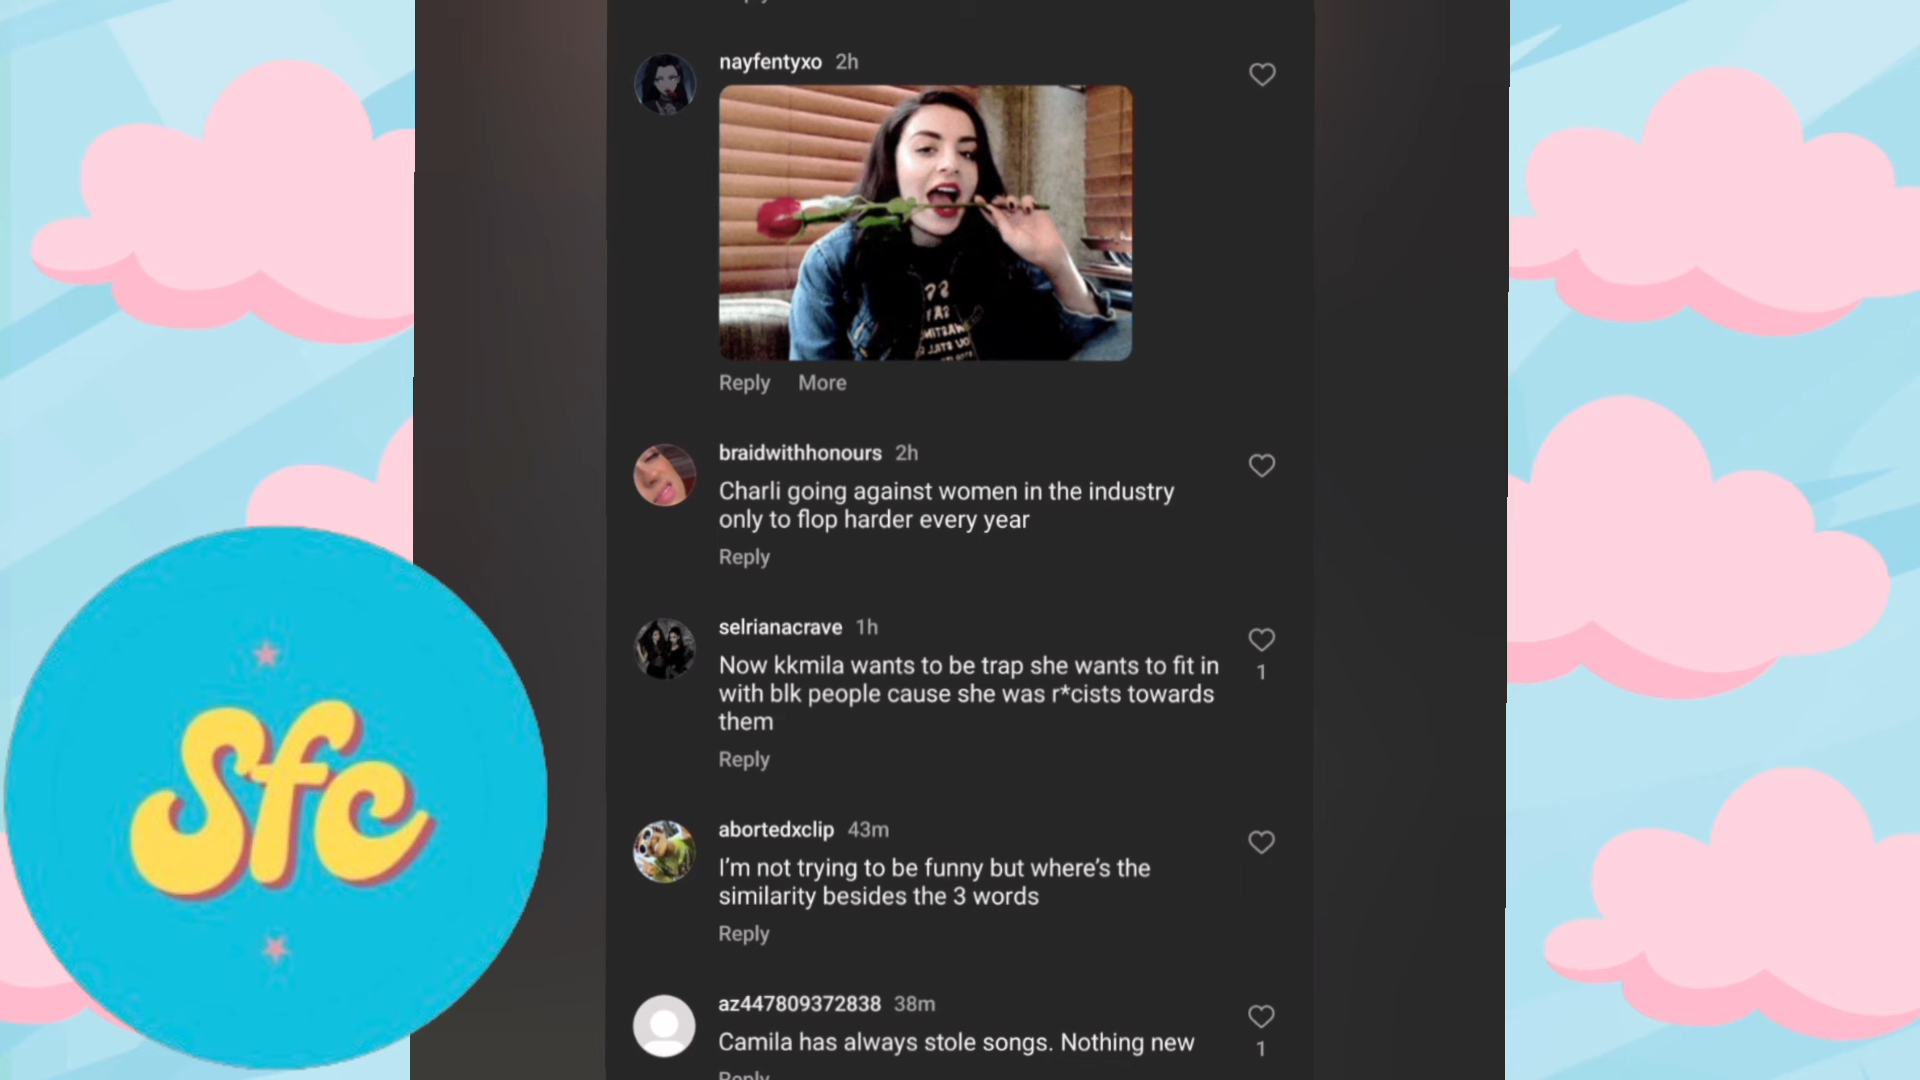 nayfentyxo 2h
Reply More
braidwithhonours 2h
Charli going against women in the industry
only to flop harder every year
Reply
selrianacrave 1h
Now kkmila wants to be trap she wants to fit in
with blk people cause she was r*cists towards
them
1
Reply
abortedxclip 43m
I'm not trying to be funny but where's the
similarity besides the 3 words
Reply
Sfc
az447809372838 38m
Camila has always stole songs. Nothing new
1
Reply